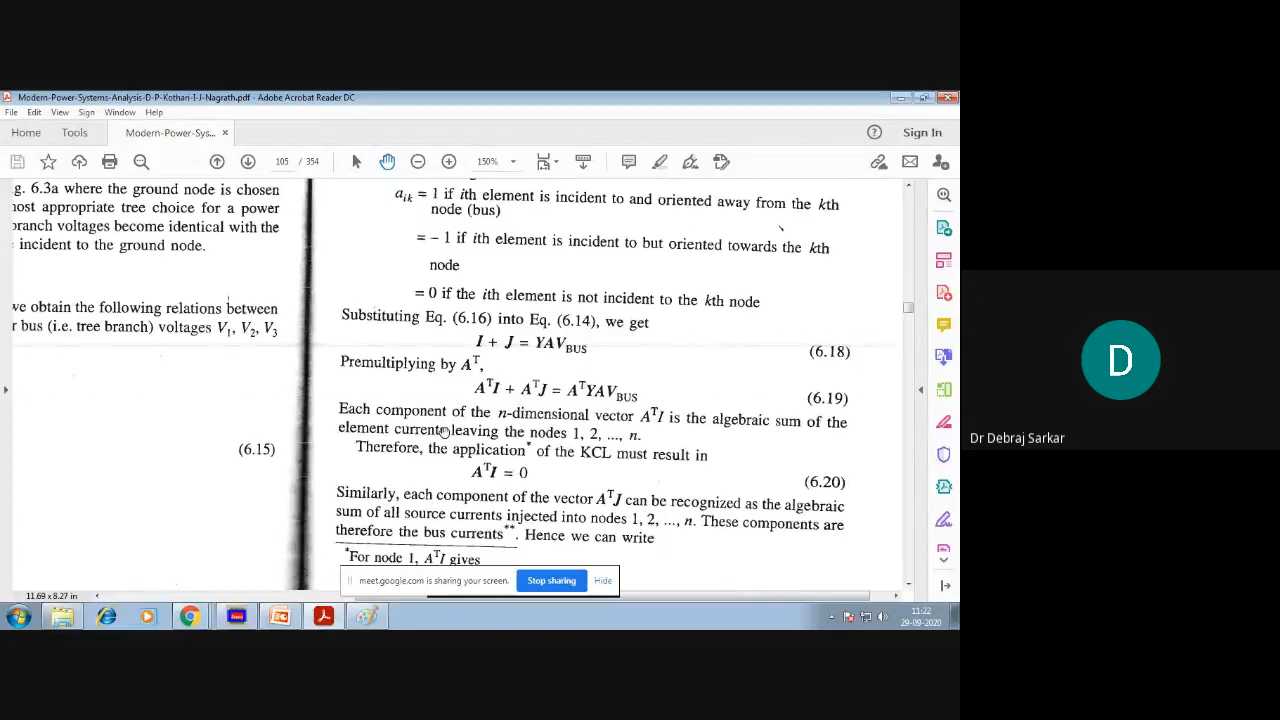 Modern-Power-Systems-Analysis-D-P-Kothari-I-J-Nagrath.pdf - Adobe Acrobat Reader DC
File Edit View Sign Window Help
Home Tools Modern-Power-Sys... × Sign In
105 / 354 150%
g. 6.3a where the ground node is chosen
nost appropriate tree choice for a power
branch voltages become identical with the
incident to the ground node.
we obtain the following relations between
r bus (i.e. tree branch) voltages V₁, V₂, V₃
(6.15)
aᵢₖ = 1 if ith element is incident to and oriented away from the kth
node (bus)
= – 1 if ith element is incident to but oriented towards the kth
node
= 0 if the ith element is not incident to the kth node
Substituting Eq. (6.16) into Eq. (6.14), we get
I + J = YAV_BUS (6.18)
Premultiplying by Aᵀ,
AᵀI + AᵀJ = AᵀYAV_BUS (6.19)
Each component of the n-dimensional vector AᵀI is the algebraic sum of the
element currents leaving the nodes 1, 2, ..., n.
Therefore, the application* of the KCL must result in
AᵀI = 0 (6.20)
Similarly, each component of the vector AᵀJ can be recognized as the algebraic
sum of all source currents injected into nodes 1, 2, ..., n. These components are
therefore the bus currents**. Hence we can write
*For node 1, AᵀI gives
meet.google.com is sharing your screen. Stop sharing Hide
11.69 x 8.27 in
11:22
29-09-2020
D
Dr Debraj Sarkar